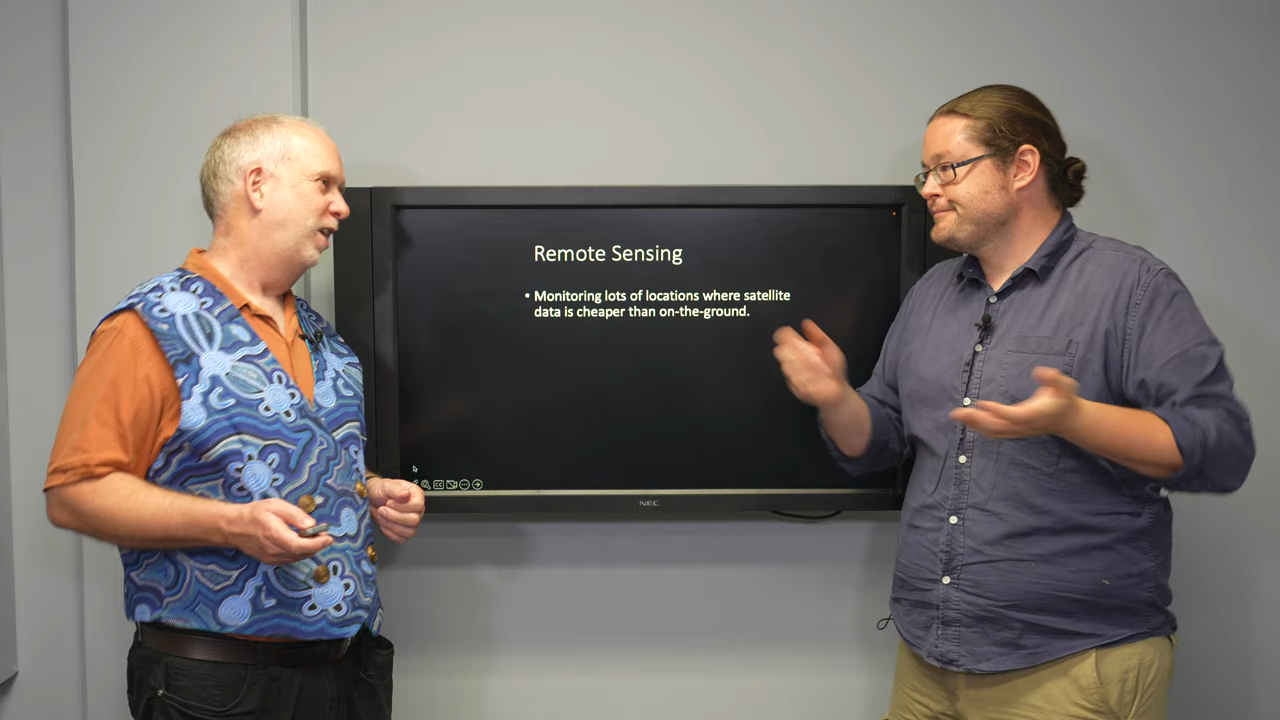 Remote Sensing
• Monitoring lots of locations where satellite
data is cheaper than on-the-ground.
NEC